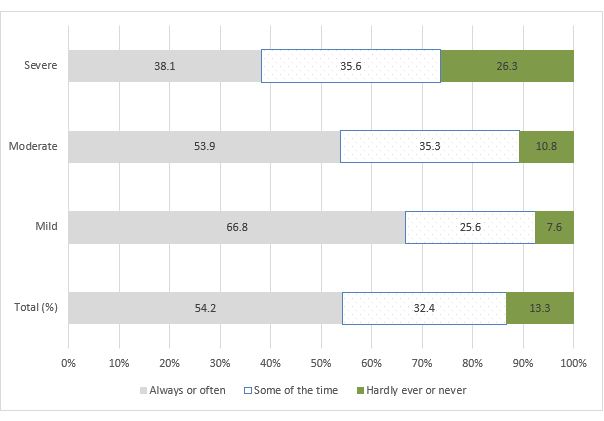 Severe 38.1 35.6 26.3
Moderate 53.9 35.3 10.8
Mild 66.8 25.6 7.6
Total (%) 54.2 32.4 13.3
0% 10% 20% 30% 40% 50% 60% 70% 80% 90% 100%
Always or often Some of the time Hardly ever or never